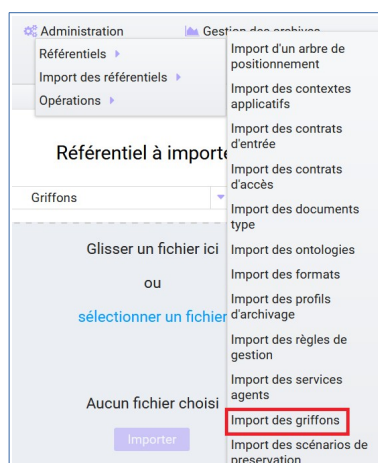 Administration
Gestion des archives
Référentiels
Import des référentiels
Opérations
Import d'un arbre de
positionnement
Import des contextes
applicatifs
Import des contrats
d'entrée
Import des contrats
d'accès
Import des documents
type
Import des ontologies
Import des formats
Import des profils
d'archivage
Import des règles de
gestion
Import des services
agents
Import des griffons
Import des scénarios de
preservation
Référentiel à importe
Griffons
Glisser un fichier ici
ou
sélectionner un fichier
Aucun fichier choisi
Importer